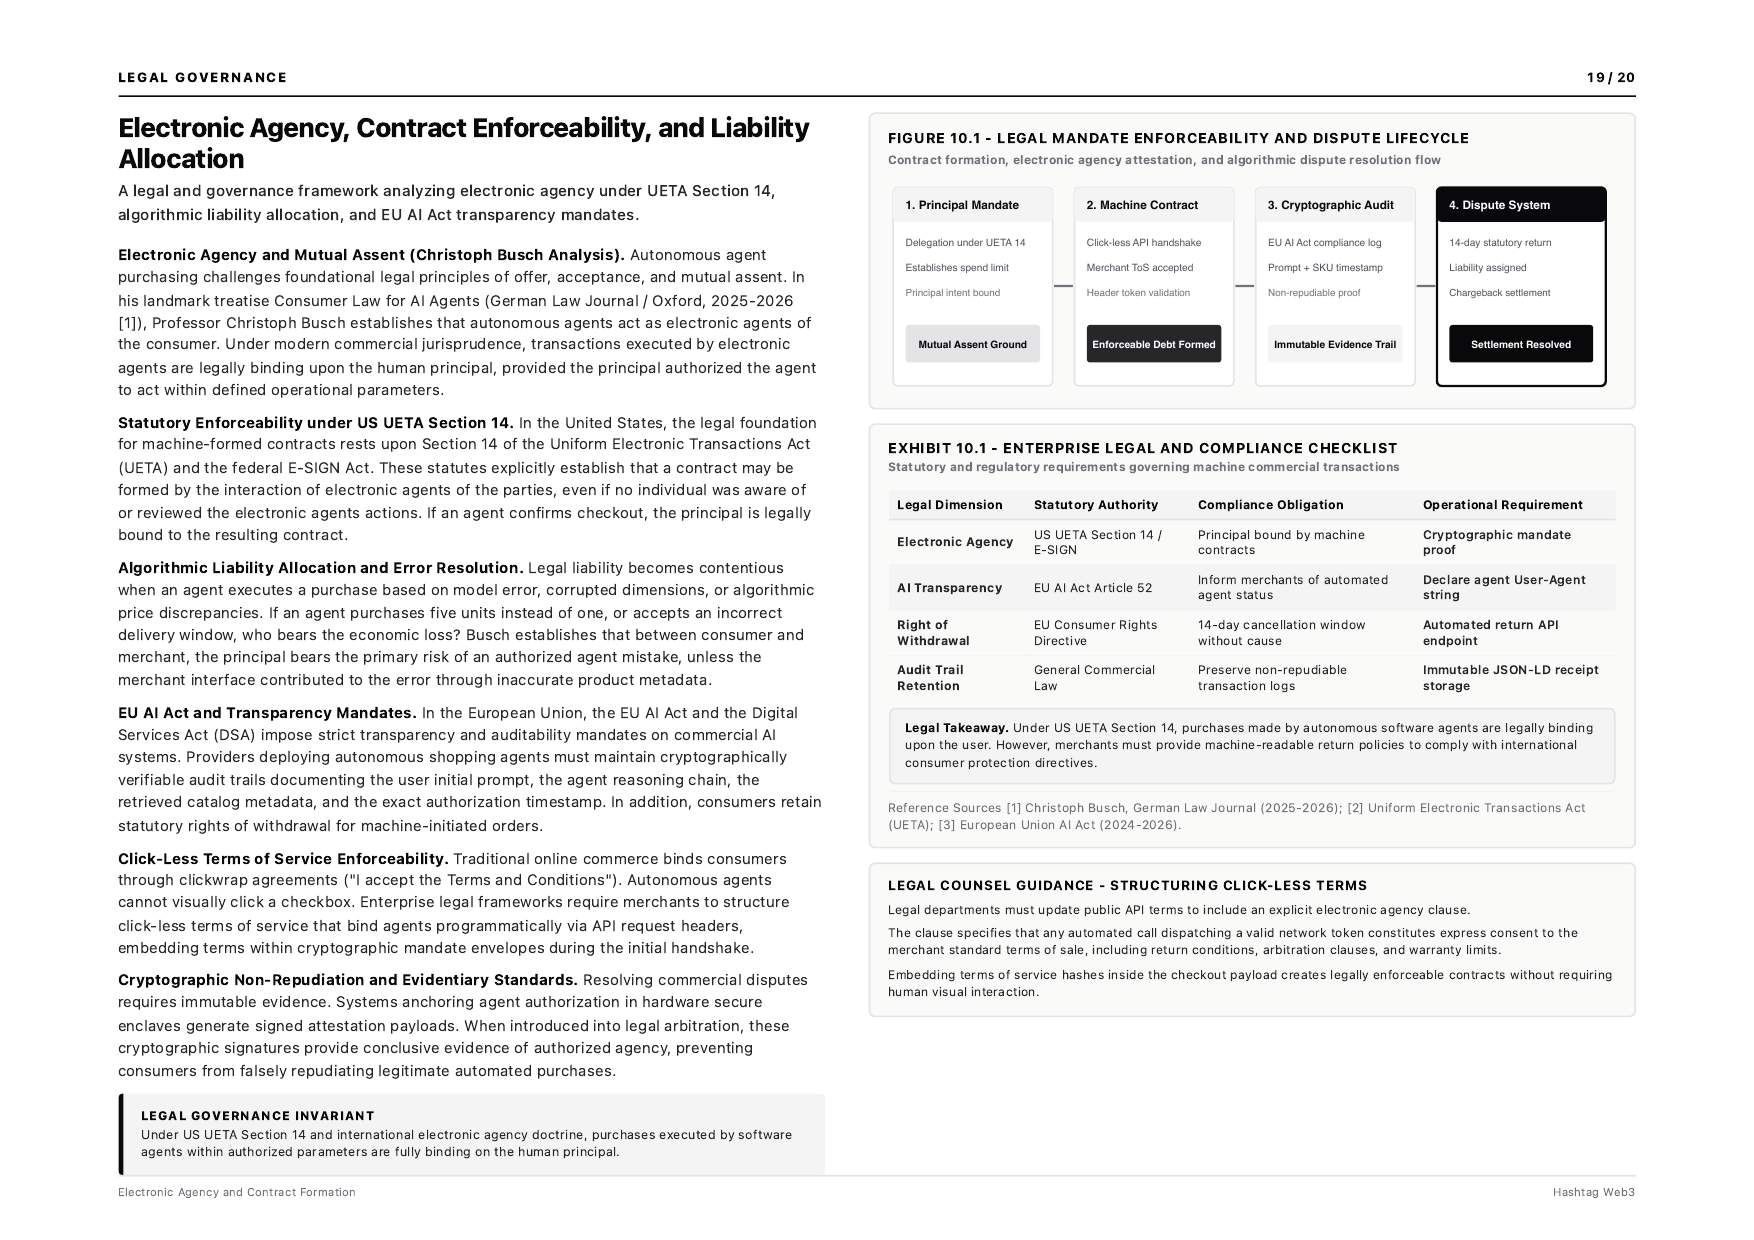 LEGAL GOVERNANCE
19 / 20
Electronic Agency, Contract Enforceability, and Liability
Allocation
A legal and governance framework analyzing electronic agency under UETA Section 14,
algorithmic liability allocation, and EU AI Act transparency mandates.
Electronic Agency and Mutual Assent (Christoph Busch Analysis). Autonomous agent
purchasing challenges foundational legal principles of offer, acceptance, and mutual assent. In
his landmark treatise Consumer Law for AI Agents (German Law Journal / Oxford, 2025-2026
[1]), Professor Christoph Busch establishes that autonomous agents act as electronic agents of
the consumer. Under modern commercial jurisprudence, transactions executed by electronic
agents are legally binding upon the human principal, provided the principal authorized the agent
to act within defined operational parameters.
Statutory Enforceability under US UETA Section 14. In the United States, the legal foundation
for machine-formed contracts rests upon Section 14 of the Uniform Electronic Transactions Act
(UETA) and the federal E-SIGN Act. These statutes explicitly establish that a contract may be
formed by the interaction of electronic agents of the parties, even if no individual was aware of
or reviewed the electronic agents actions. If an agent confirms checkout, the principal is legally
bound to the resulting contract.
Algorithmic Liability Allocation and Error Resolution. Legal liability becomes contentious
when an agent executes a purchase based on model error, corrupted dimensions, or algorithmic
price discrepancies. If an agent purchases five units instead of one, or accepts an incorrect
delivery window, who bears the economic loss? Busch establishes that between consumer and
merchant, the principal bears the primary risk of an authorized agent mistake, unless the
merchant interface contributed to the error through inaccurate product metadata.
EU AI Act and Transparency Mandates. In the European Union, the EU AI Act and the Digital
Services Act (DSA) impose strict transparency and auditability mandates on commercial AI
systems. Providers deploying autonomous shopping agents must maintain cryptographically
verifiable audit trails documenting the user initial prompt, the agent reasoning chain, the
retrieved catalog metadata, and the exact authorization timestamp. In addition, consumers retain
statutory rights of withdrawal for machine-initiated orders.
Click-Less Terms of Service Enforceability. Traditional online commerce binds consumers
through clickwrap agreements ("I accept the Terms and Conditions"). Autonomous agents
cannot visually click a checkbox. Enterprise legal frameworks require merchants to structure
click-less terms of service that bind agents programmatically via API request headers,
embedding terms within cryptographic mandate envelopes during the initial handshake.
Cryptographic Non-Repudiation and Evidentiary Standards. Resolving commercial disputes
requires immutable evidence. Systems anchoring agent authorization in hardware secure
enclaves generate signed attestation payloads. When introduced into legal arbitration, these
cryptographic signatures provide conclusive evidence of authorized agency, preventing
consumers from falsely repudiating legitimate automated purchases.
LEGAL GOVERNANCE INVARIANT
Under US UETA Section 14 and international electronic agency doctrine, purchases executed by software
agents within authorized parameters are fully binding on the human principal.
FIGURE 10.1 - LEGAL MANDATE ENFORCEABILITY AND DISPUTE LIFECYCLE
Contract formation, electronic agency attestation, and algorithmic dispute resolution flow
1. Principal Mandate
Delegation under UETA 14
Establishes spend limit
Principal intent bound
Mutual Assent Ground
2. Machine Contract
Click-less API handshake
Merchant ToS accepted
Header token validation
Enforceable Debt Formed
3. Cryptographic Audit
EU AI Act compliance log
Prompt + SKU timestamp
Non-repudiable proof
Immutable Evidence Trail
4. Dispute System
14-day statutory return
Liability assigned
Chargeback settlement
Settlement Resolved
EXHIBIT 10.1 - ENTERPRISE LEGAL AND COMPLIANCE CHECKLIST
Statutory and regulatory requirements governing machine commercial transactions
Legal Dimension Statutory Authority Compliance Obligation Operational Requirement
Electronic Agency
US UETA Section 14 /
E-SIGN
Principal bound by machine
contracts
Cryptographic mandate
proof
AI Transparency
EU AI Act Article 52
Inform merchants of automated
agent status
Declare agent User-Agent
string
Right of
Withdrawal
EU Consumer Rights
Directive
14-day cancellation window
without cause
Automated return API
endpoint
Audit Trail
Retention
General Commercial
Law
Preserve non-repudiable
transaction logs
Immutable JSON-LD receipt
storage
Legal Takeaway. Under US UETA Section 14, purchases made by autonomous software agents are legally binding
upon the user. However, merchants must provide machine-readable return policies to comply with international
consumer protection directives.
Reference Sources [1] Christoph Busch, German Law Journal (2025-2026); [2] Uniform Electronic Transactions Act
(UETA); [3] European Union AI Act (2024-2026).
LEGAL COUNSEL GUIDANCE - STRUCTURING CLICK-LESS TERMS
Legal departments must update public API terms to include an explicit electronic agency clause.
The clause specifies that any automated call dispatching a valid network token constitutes express consent to the
merchant standard terms of sale, including return conditions, arbitration clauses, and warranty limits.
Embedding terms of service hashes inside the checkout payload creates legally enforceable contracts without requiring
human visual interaction.
Electronic Agency and Contract Formation
Hashtag Web3